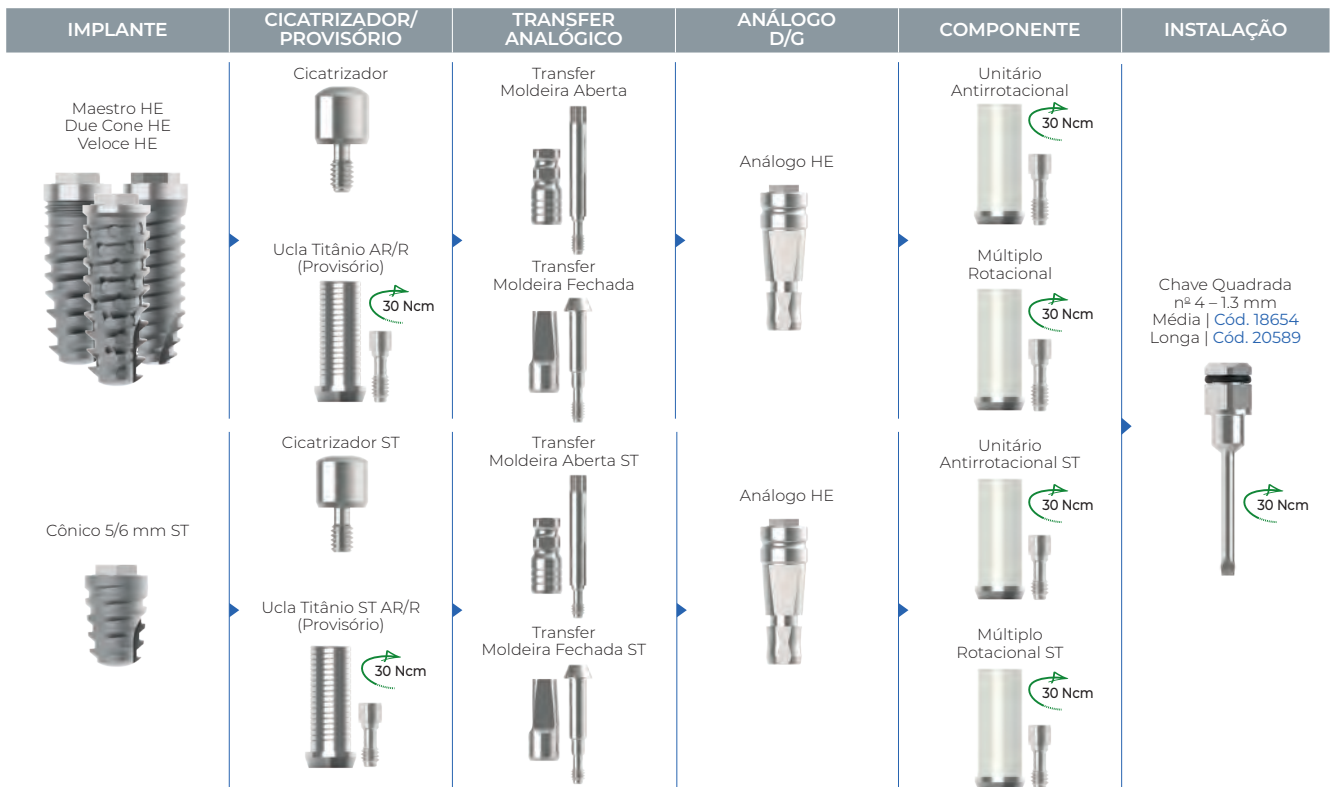 IMPLANTE
CICATRIZADOR/
PROVISÓRIO
TRANSFER
ANALÓGICO
ANÁLOGO
D/G
COMPONENTE
INSTALAÇÃO
Maestro HE
Due Cone HE
Veloce HE
Cicatrizador
Ucla Titânio AR/R
(Provisório)
30 Ncm
Transfer
Moldeira Aberta
Transfer
Moldeira Fechada
Análogo HE
Unitário
Antirrotacional
30 Ncm
Múltiplo
Rotacional
30 Ncm
Chave Quadrada
nº 4 – 1.3 mm
Média | Cód. 18654
Longa | Cód. 20589
30 Ncm
Cônico 5/6 mm ST
Cicatrizador ST
Ucla Titânio ST AR/R
(Provisório)
30 Ncm
Transfer
Moldeira Aberta ST
Transfer
Moldeira Fechada ST
Análogo HE
Unitário
Antirrotacional ST
30 Ncm
Múltiplo
Rotacional ST
30 Ncm